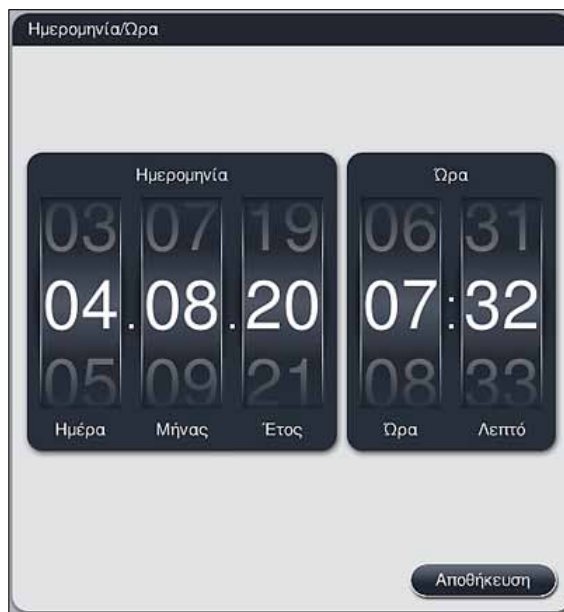 Ημερομηνία/Ώρα
Ημερομηνία Ώρα
03 07 19 06 31
04.08.20 07:32
05 09 21 08 33
Ημέρα Μήνας Έτος Ώρα Λεπτό
Αποθήκευση